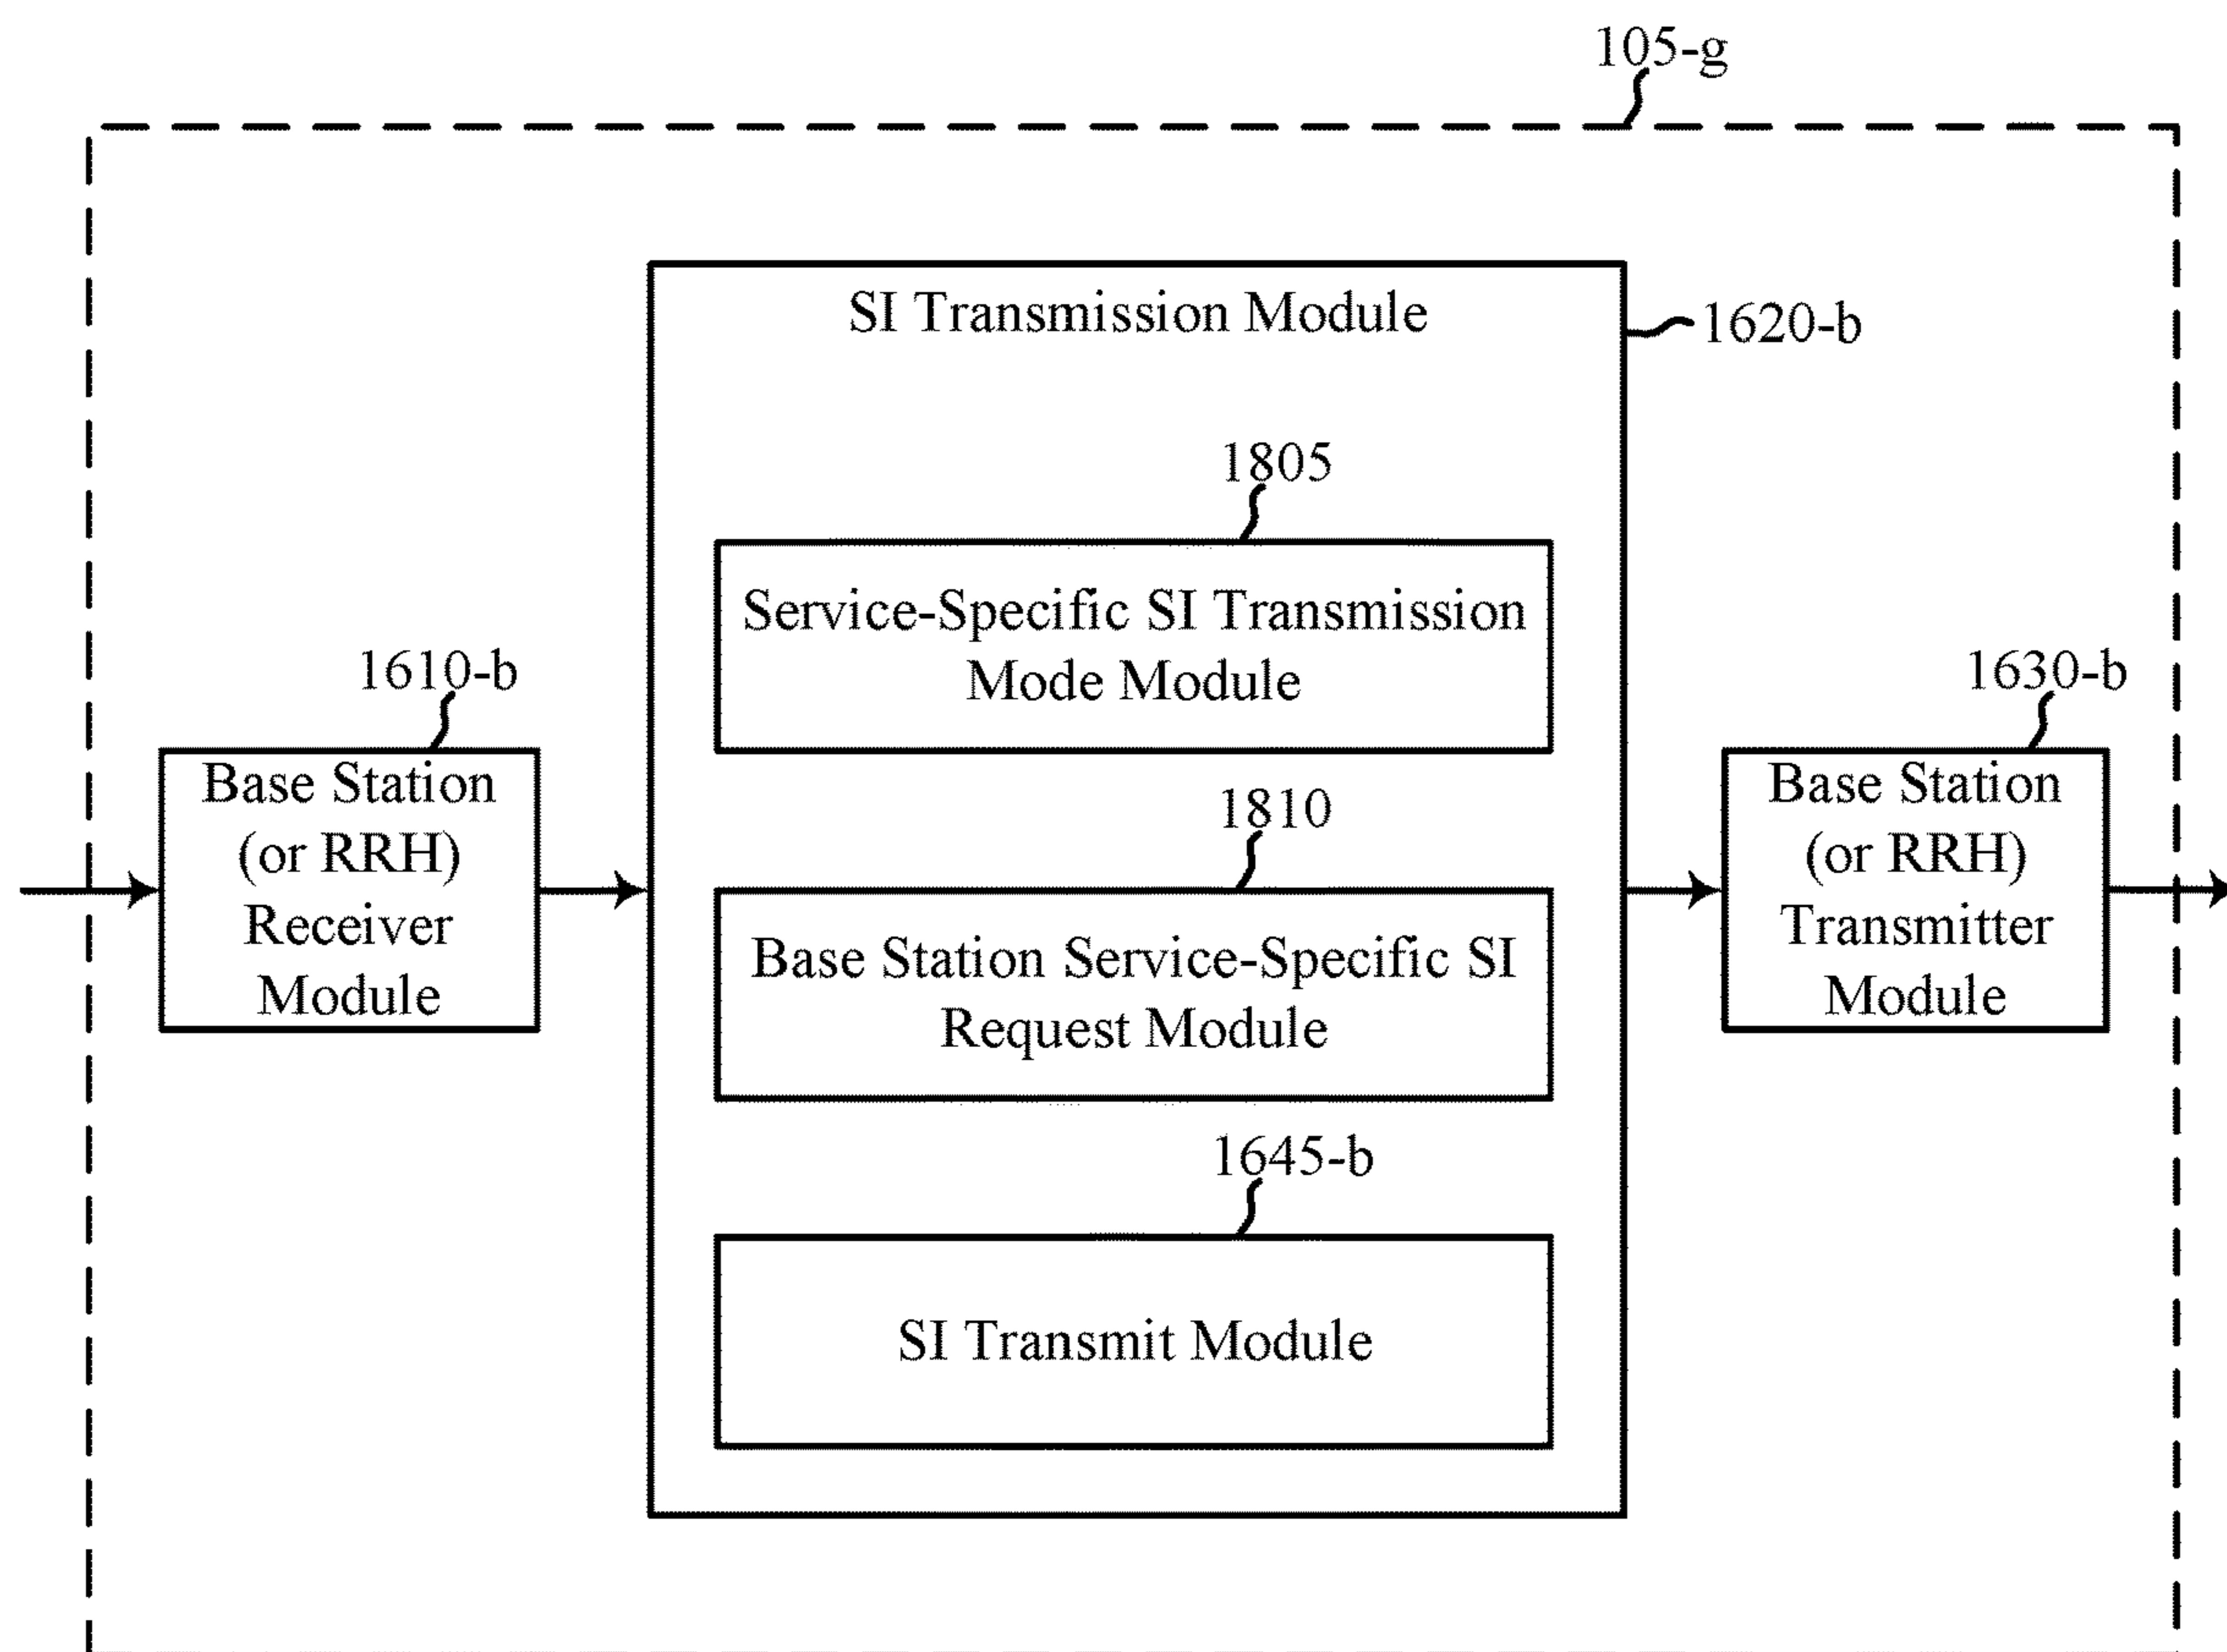 105-g
SI Transmission Module
1620-b
1805
Service-Specific SI Transmission
Mode Module
1610-b
Base Station
(or RRH)
Receiver
Module
1810
Base Station Service-Specific SI
Request Module
1645-b
SI Transmit Module
1630-b
Base Station
(or RRH)
Transmitter
Module